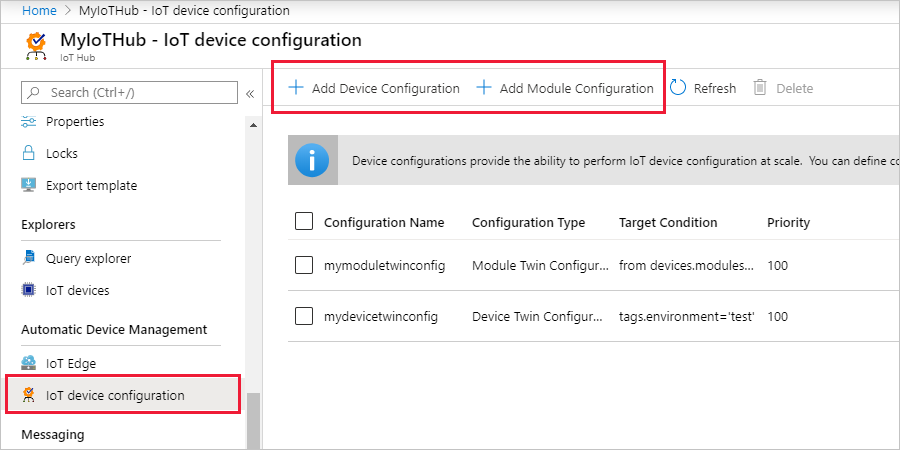 Home > MyIoTHub - IoT device configuration
MyIoTHub - IoT device configuration
IoT Hub
Search (Ctrl+/)
«
Properties
Locks
Export template
Explorers
Query explorer
IoT devices
Automatic Device Management
IoT Edge
IoT device configuration
Messaging
+ Add Device Configuration + Add Module Configuration Refresh Delete
i Device configurations provide the ability to perform IoT device configuration at scale. You can define co
Configuration Name Configuration Type Target Condition Priority
mymoduletwinconfig Module Twin Configur... from devices.modules... 100
mydevicetwinconfig Device Twin Configur... tags.environment='test' 100